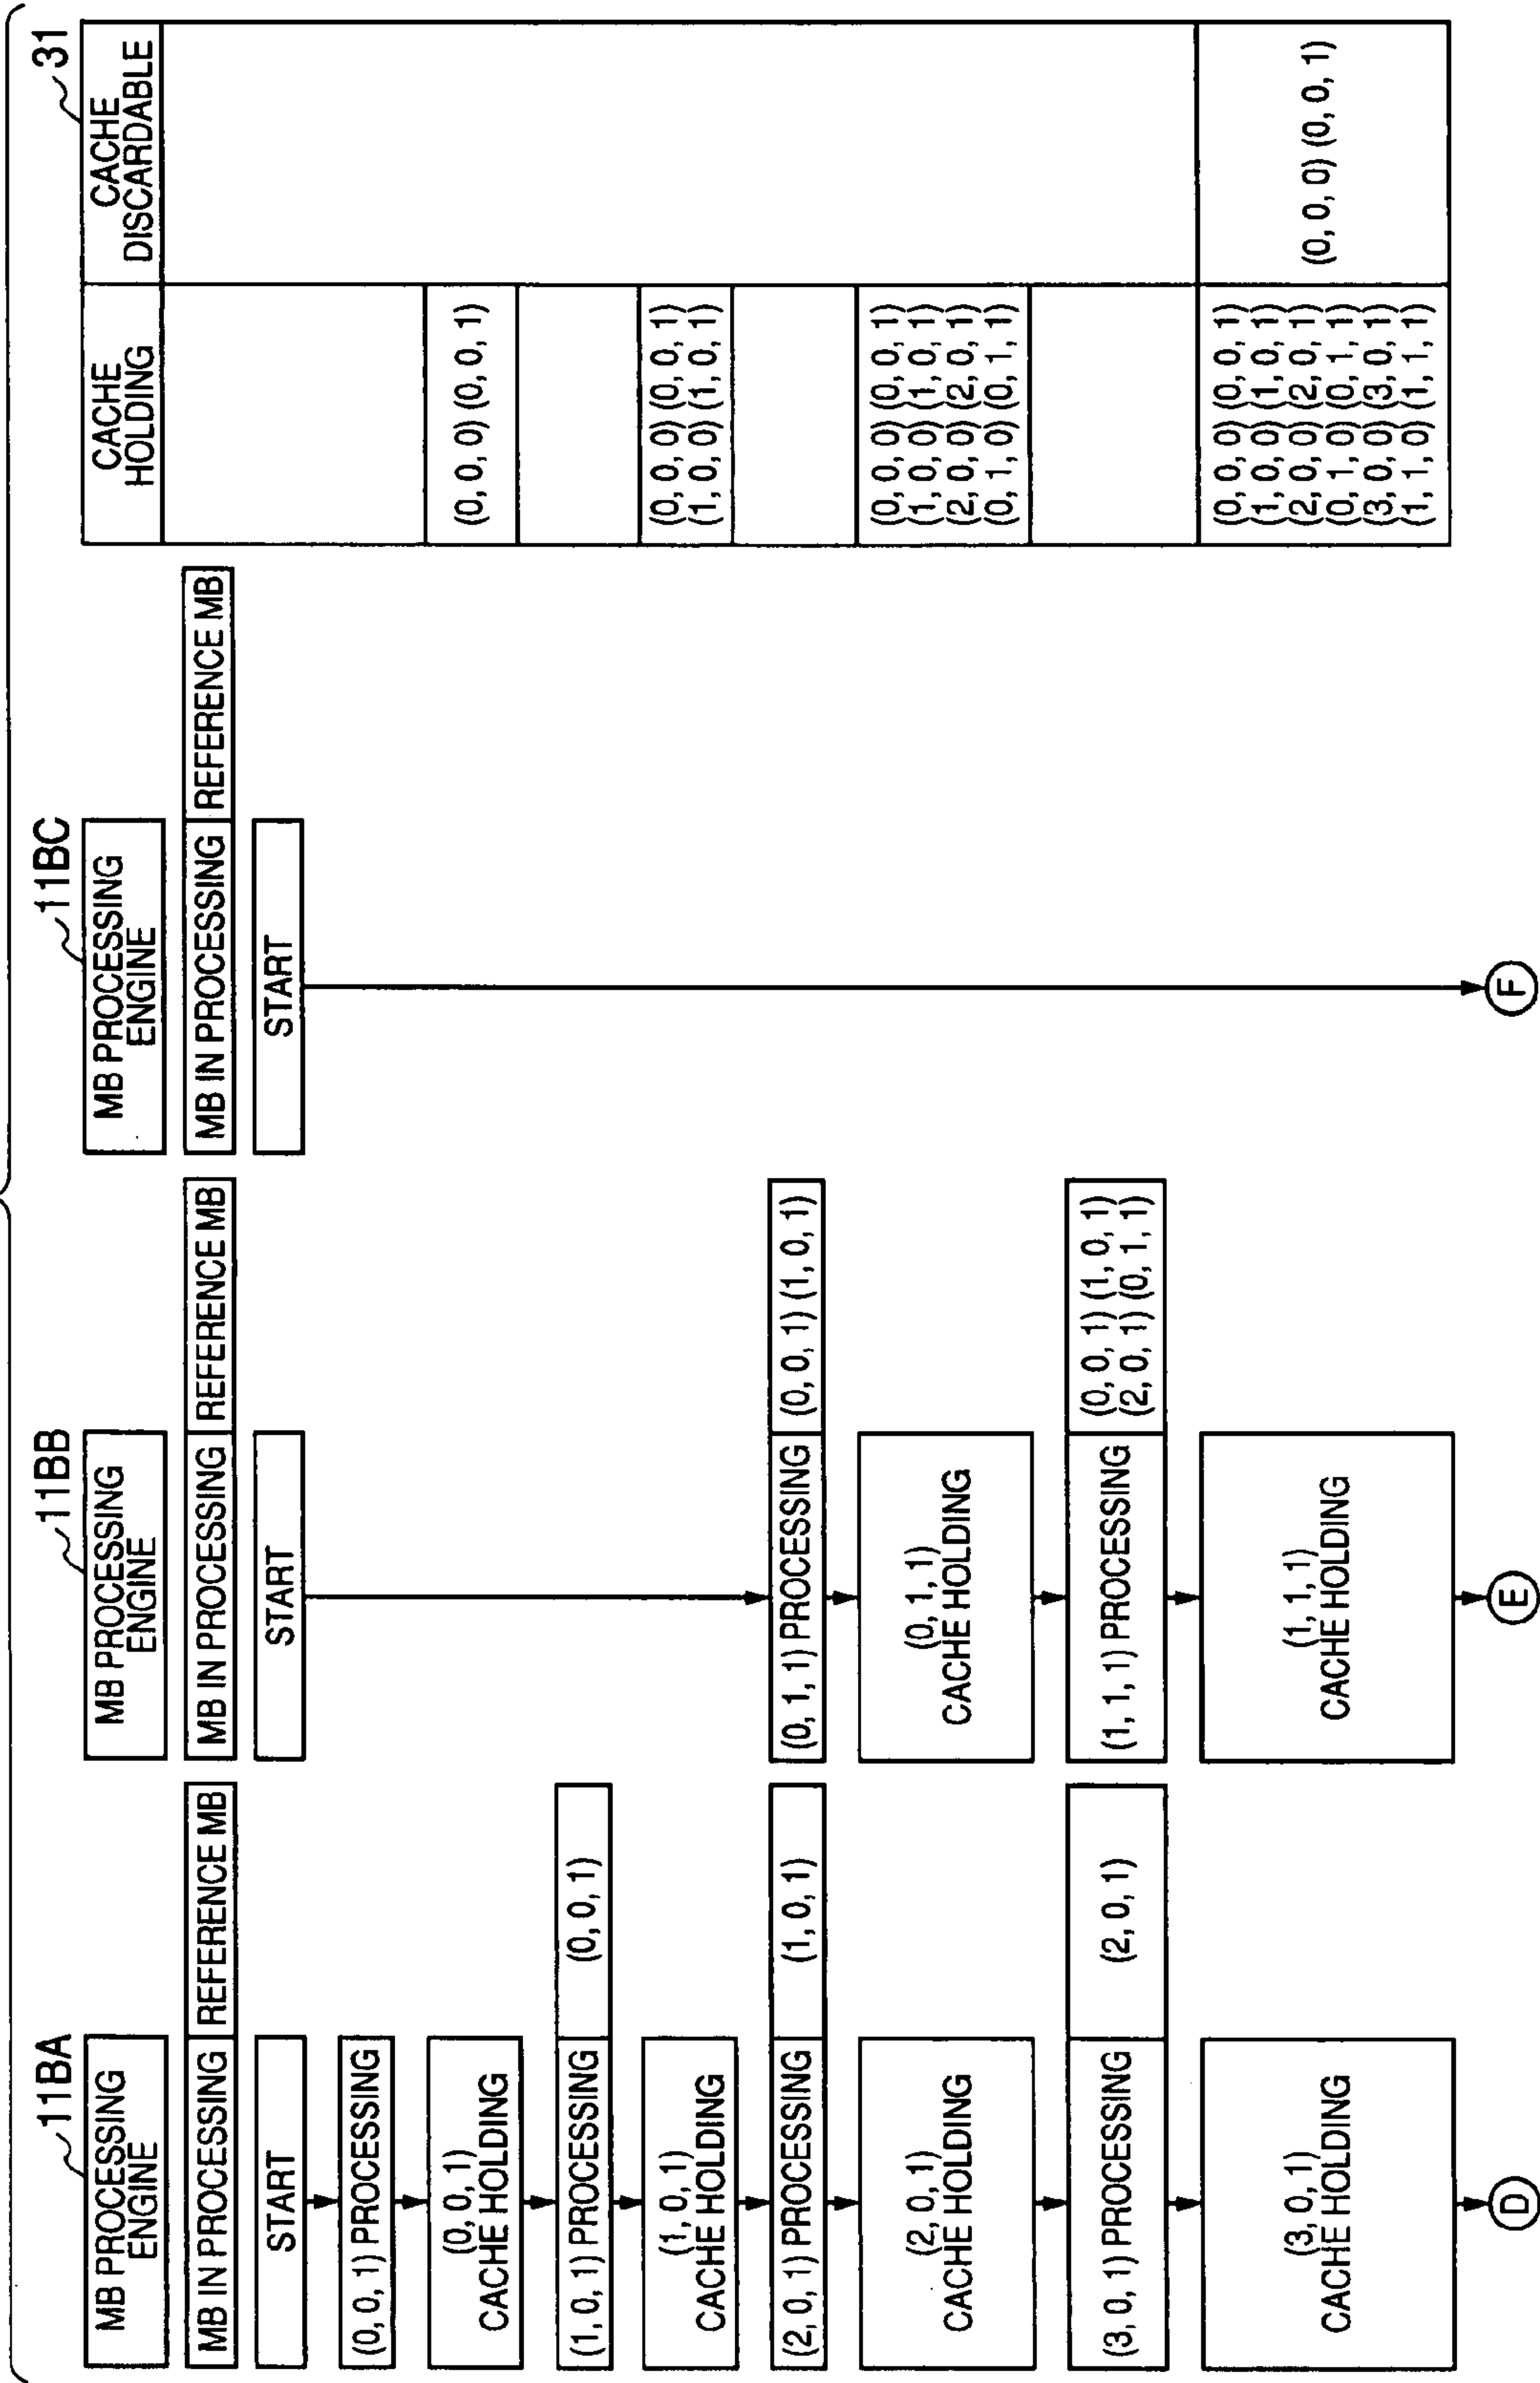 11BA
MB PROCESSING
ENGINE
MB IN PROCESSING
REFERENCE MB
START
(0, 0, 1) PROCESSING
(0, 0, 1)
CACHE HOLDING
(1, 0, 1) PROCESSING
(0, 0, 1)
(1, 0, 1)
CACHE HOLDING
(2, 0, 1) PROCESSING
(1, 0, 1)
(2, 0, 1)
CACHE HOLDING
(3, 0, 1) PROCESSING
(2, 0, 1)
(3, 0, 1)
CACHE HOLDING
D
11BB
MB PROCESSING
ENGINE
MB IN PROCESSING
REFERENCE MB
START
(0, 1, 1) PROCESSING
(0, 0, 1) (1, 0, 1)
(0, 1, 1)
CACHE HOLDING
(1, 1, 1) PROCESSING
(0, 0, 1) (1, 0, 1)
(2, 0, 1) (0, 1, 1)
(1, 1, 1)
CACHE HOLDING
E
11BC
MB PROCESSING
ENGINE
MB IN PROCESSING
REFERENCE MB
START
F
31
CACHE
HOLDING
CACHE
DISCARDABLE
(0, 0, 0) (0, 0, 1)
(0, 0, 0) (0, 0, 1)
(1, 0, 0) (1, 0, 1)
(0, 0, 0) (0, 0, 1)
(1, 0, 0) (1, 0, 1)
(2, 0, 0) (2, 0, 1)
(0, 1, 0) (0, 1, 1)
(0, 0, 0) (0, 0, 1)
(1, 0, 0) (1, 0, 1)
(2, 0, 0) (2, 0, 1)
(0, 1, 0) (0, 1, 1)
(3, 0, 0) (3, 0, 1)
(1, 1, 0) (1, 1, 1)
(0, 0, 0) (0, 0, 1)